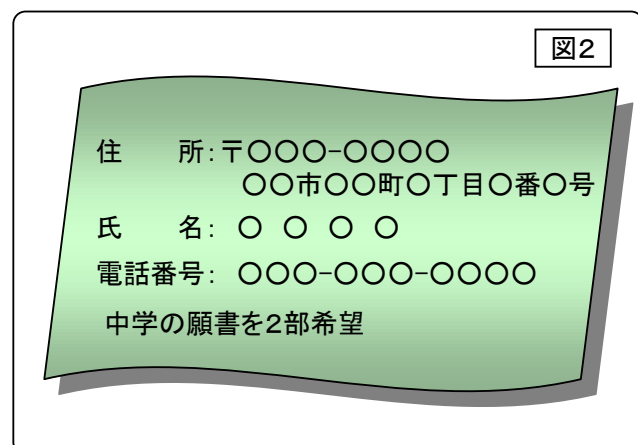 図2
住　　所：〒〇〇〇-〇〇〇〇
〇〇市〇〇町〇丁目〇番〇号
氏　　名： 〇 〇 〇 〇
電話番号： 〇〇〇-〇〇〇-〇〇〇〇
中学の願書を2部希望